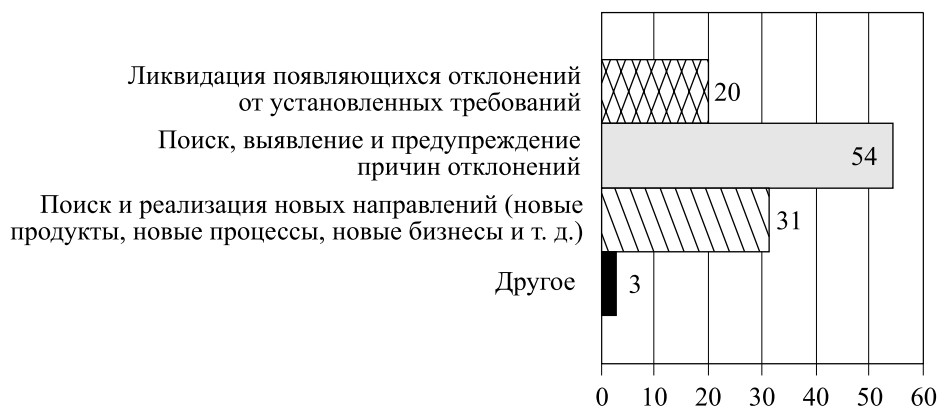 Ликвидация появляющихся отклонений
от установленных требований
20
Поиск, выявление и предупреждение
причин отклонений
54
Поиск и реализация новых направлений (новые
продукты, новые процессы, новые бизнесы и т. д.)
31
Другое
3
0 10 20 30 40 50 60